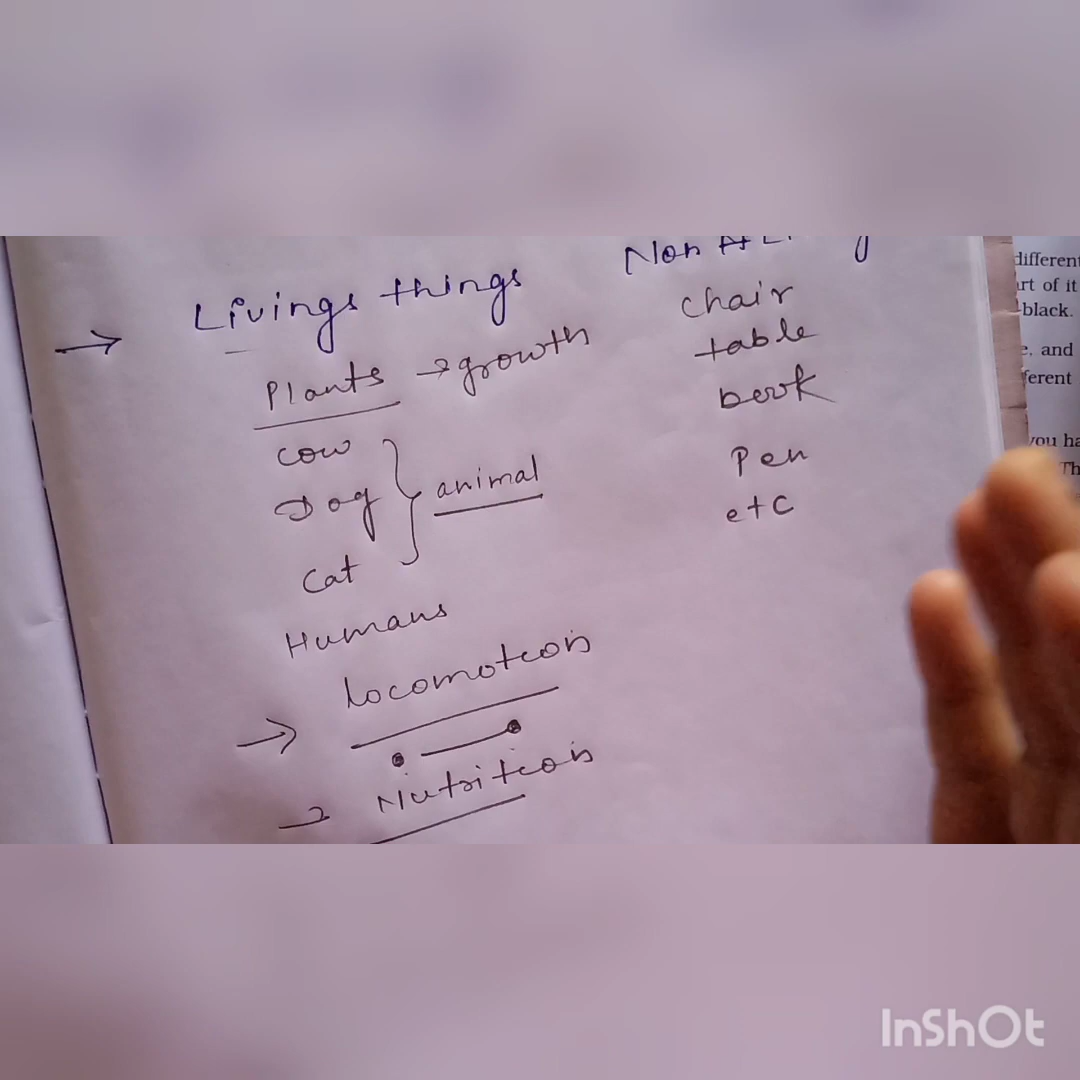 Livings things
Plants → growth
cow
Dog
animal
Cat
Humans
→ Locomotion
→ Nutrition
Non
chair
table
book
Pen
etc
different
rt of it
black.
and
ferent
you ha
Th
InShOt